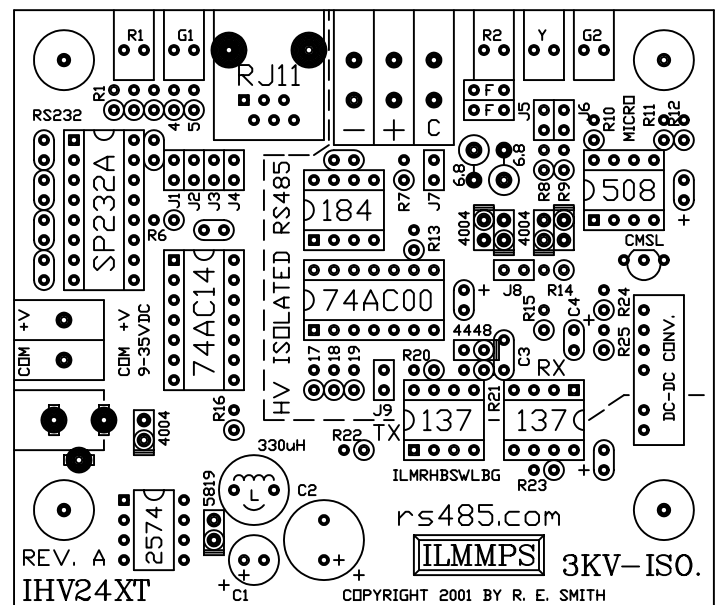 R1
G1
R2
Y
G2
RJ11
− + C
R1
4
5
F
F
J5
J6
MICRO
R10
R11
R12
RS232
SP232A
J1
J2
J3
J4
R6
HV ISOLATED RS485
184
R7
J7
6.8
6.8
R8
R9
508
+
4004
4004
CMSL
R13
74AC14
74AC00
+
J8
R14
R15
C4
+
R24
R25
DC-DC CONV.
+V
COM
COM +V
9-35VDC
17
18
19
4448
C3
R20
R21
RX
J9
TX
137
137
4004
R16
R22
330uH
L
ILMRHBSWLBG
R23
+
2574
5819
C2
rs485.com
REV. A
ILMMPS
3KV-ISO.
IHV24XT
+ +
C1
+ +
COPYRIGHT 2001 BY R. E. SMITH